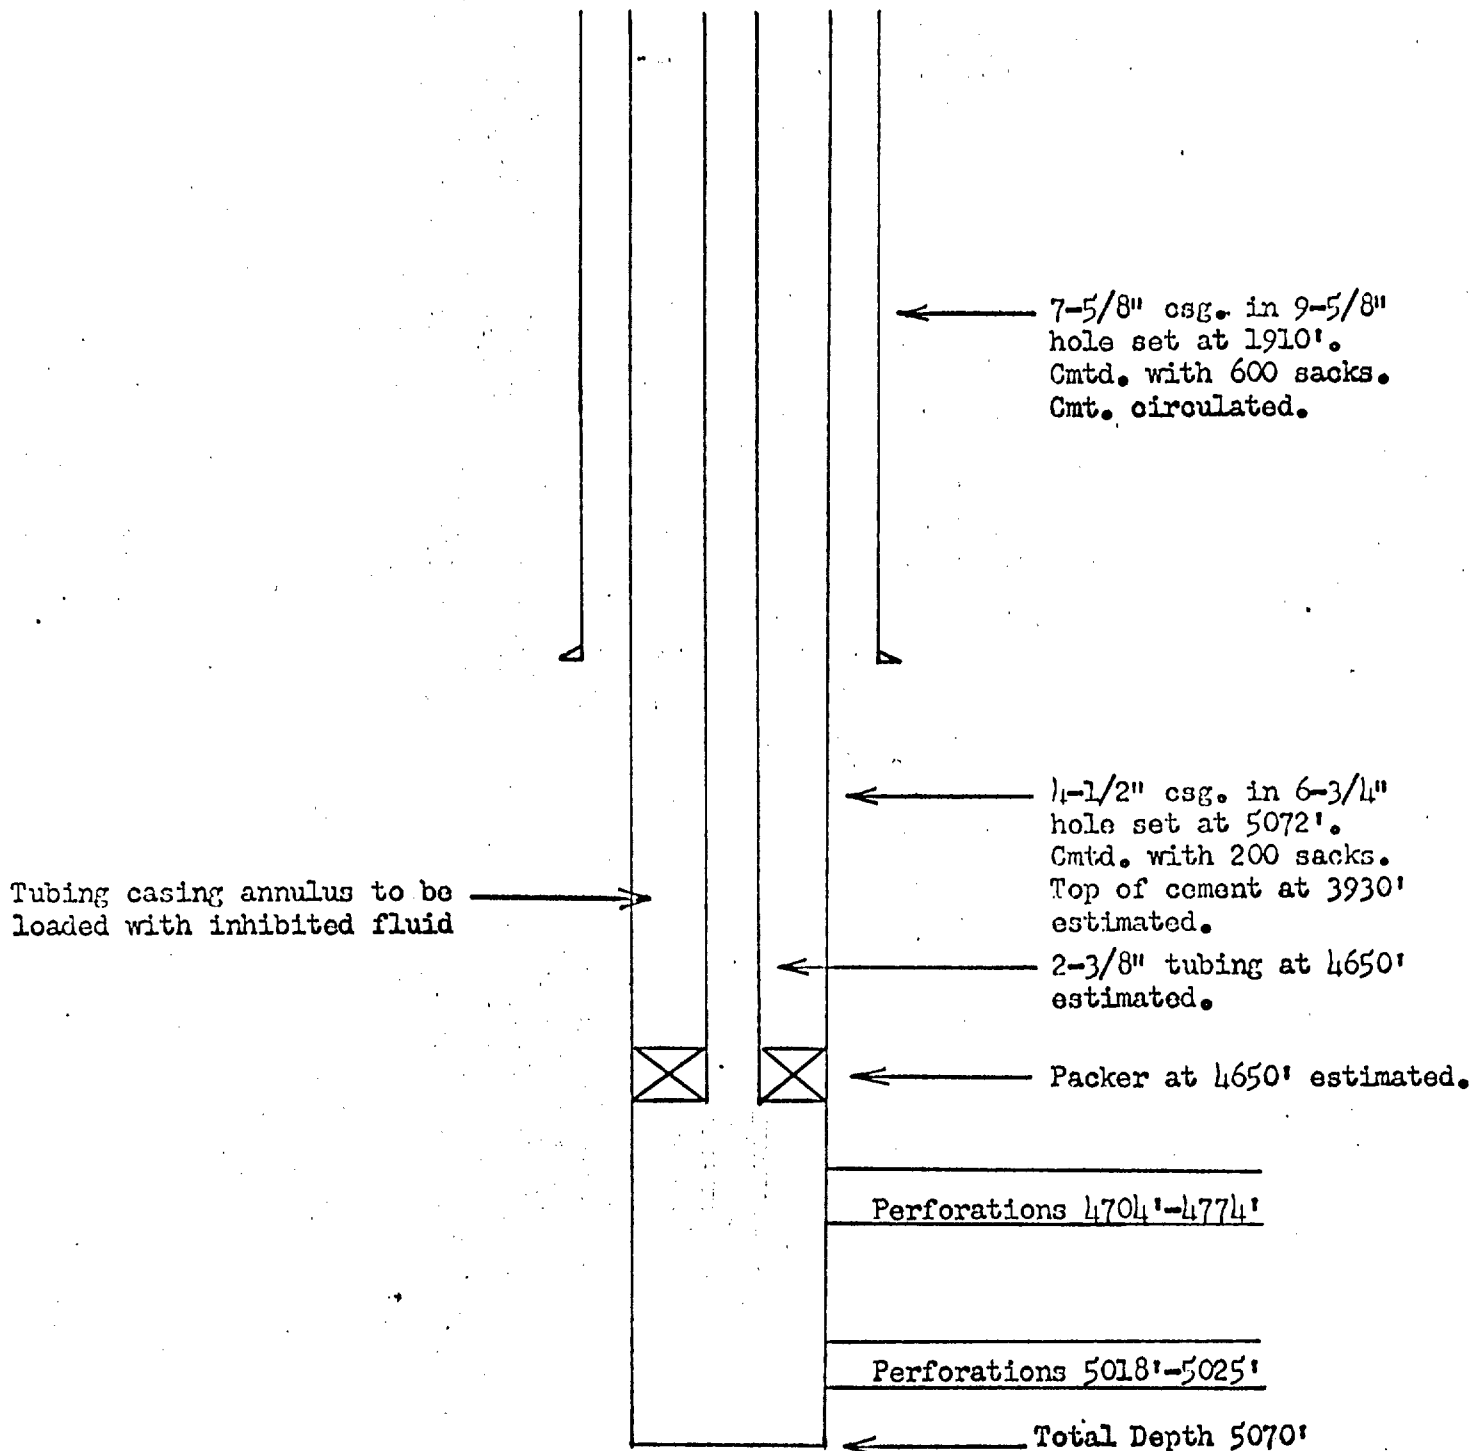 7-5/8" csg. in 9-5/8"
hole set at 1910'.
Cmtd. with 600 sacks.
Cmt. circulated.
4-1/2" csg. in 6-3/4"
hole set at 5072'.
Cmtd. with 200 sacks.
Top of cement at 3930'
estimated.
Tubing casing annulus to be
loaded with inhibited fluid
2-3/8" tubing at 4650'
estimated.
Packer at 4650' estimated.
Perforations 4704'-4774'
Perforations 5018'-5025'
Total Depth 5070'